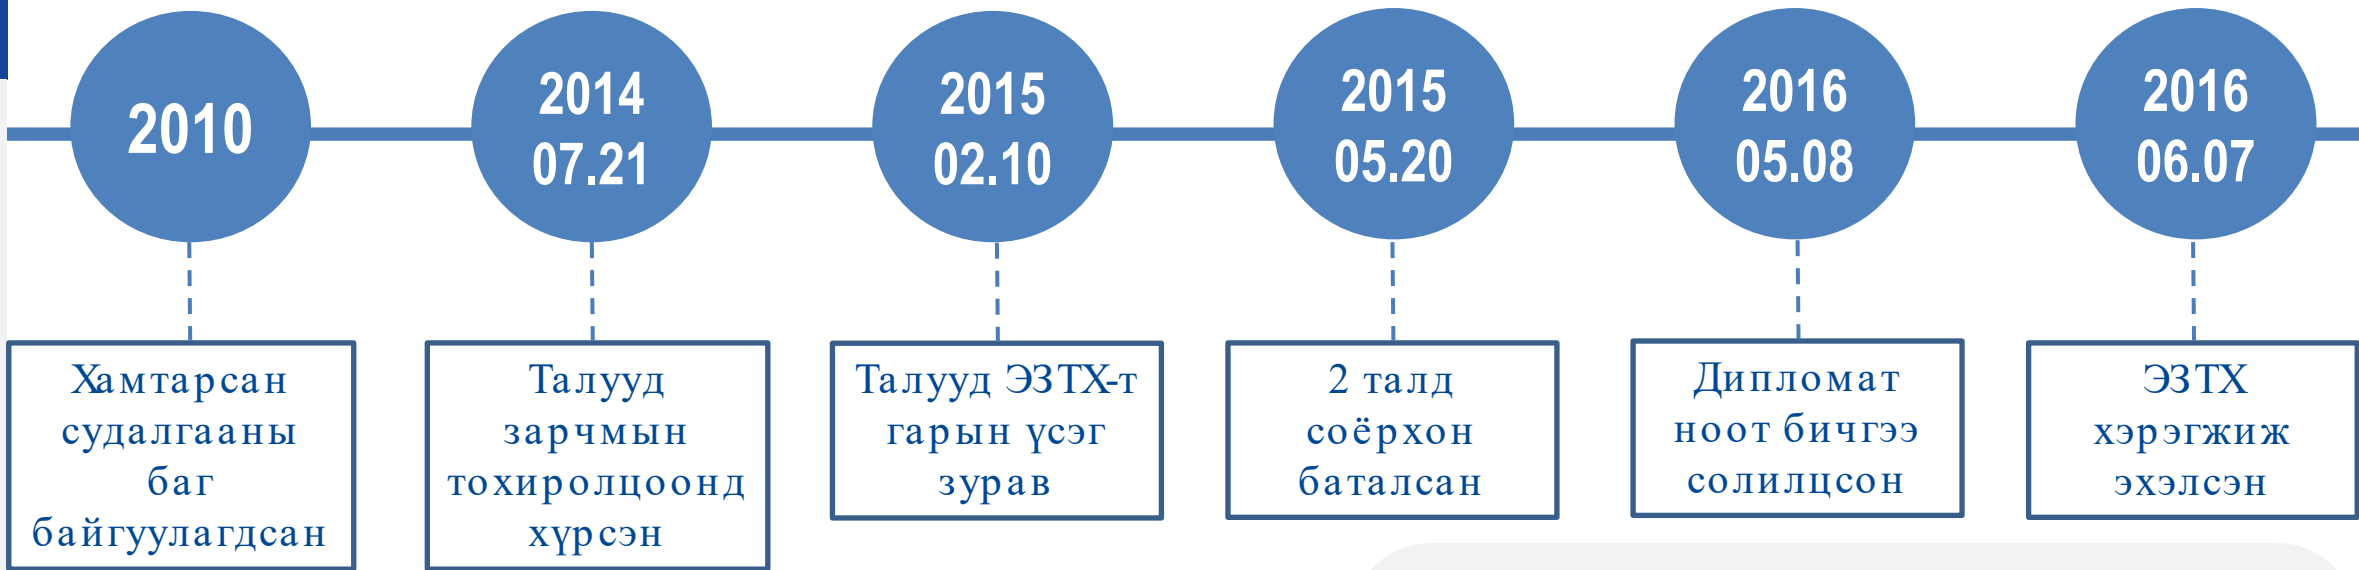 2010
2014
07.21
2015
02.10
2015
05.20
2016
05.08
2016
06.07
Хамтарсан
судалгааны
баг
байгуулагдсан
Талууд
зарчмын
тохиролцоонд
хүрсэн
Талууд ЭЗТХ-т
гарын үсэг
зурав
2 талд
соёрхон
баталсан
Дипломат
ноот бичгээ
солилцсон
ЭЗТХ
хэрэгжиж
эхэлсэн